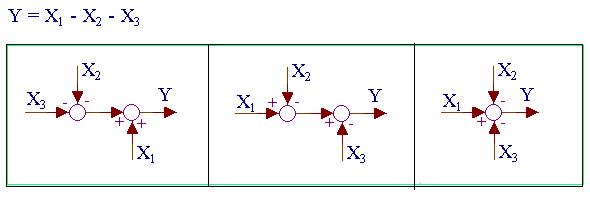 Y = X₁ - X₂ - X₃
X₂
X₃ - - Y
+ +
X₁
X₂
X₁ + - Y
+ -
X₃
X₂
X₁ - Y
+ -
X₃